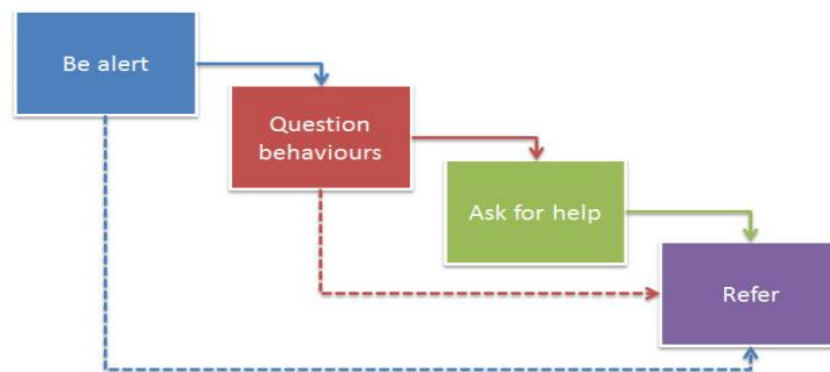 Be alert
Question
behaviours
Ask for help
Refer